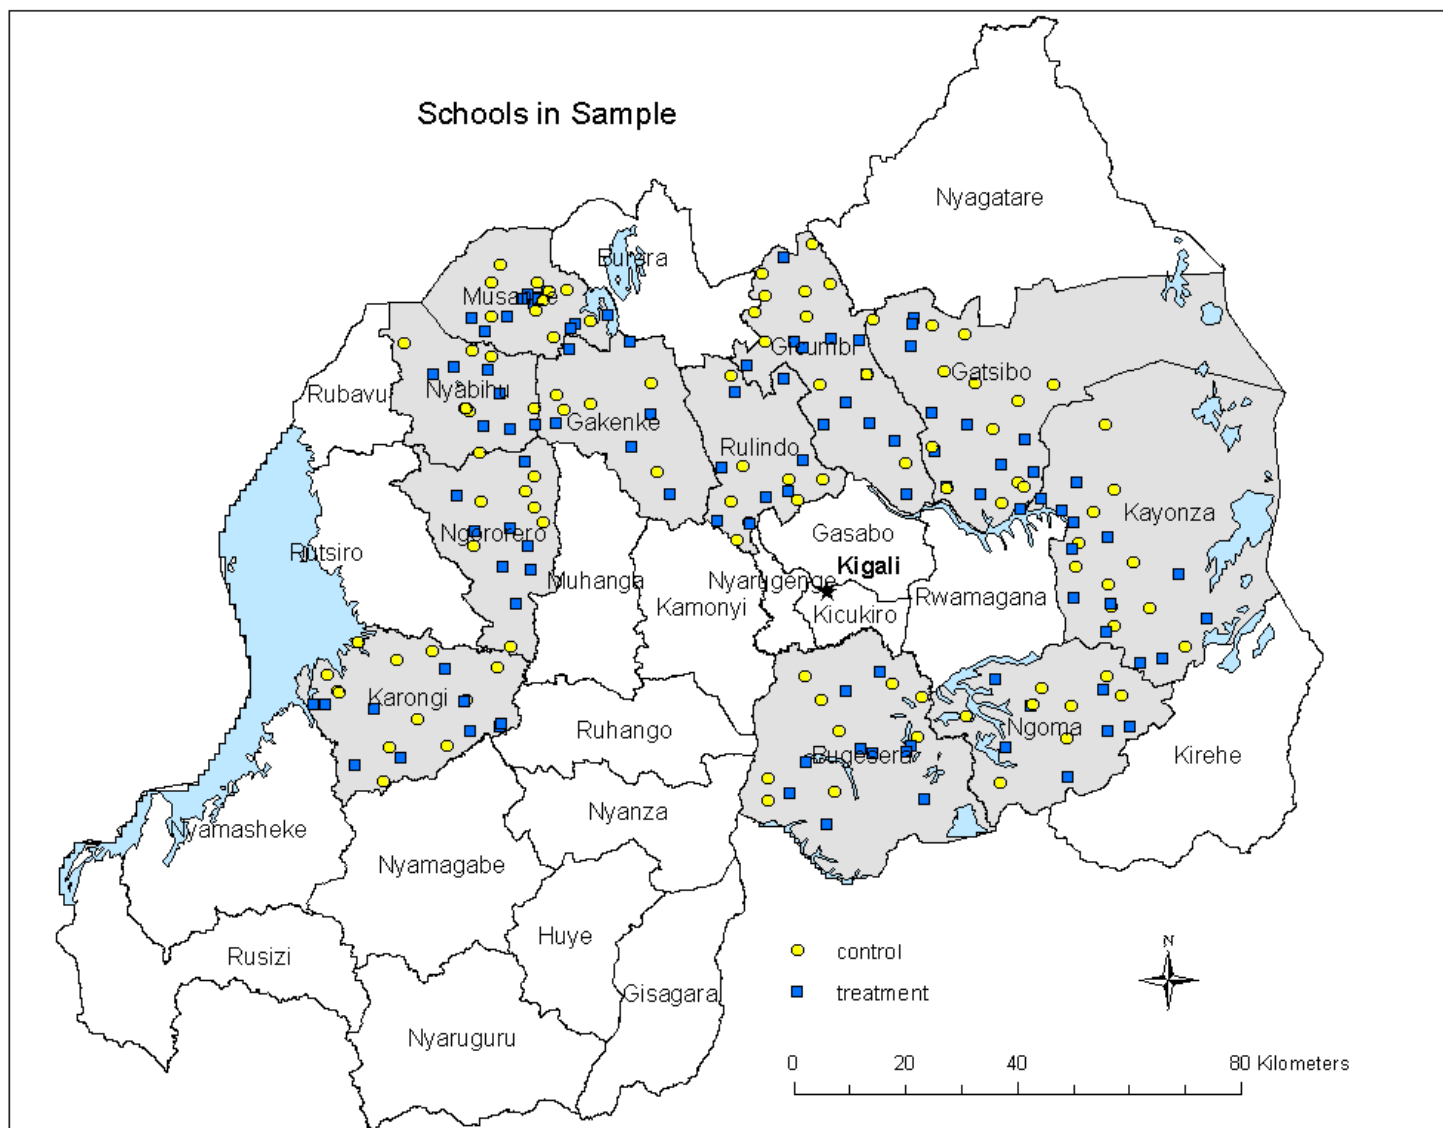 Schools in Sample
Nyagatare
Burera
Musanze
Gicumbi
Gatsibo
Rubavu
Nyabihu
Gakenke
Rulindo
Kayonza
Ngororero
Gasabo
Rutsiro
Kigali
Muhanga
Nyarugenge
Kamonyi
Kicukiro
Rwamagana
Karongi
Ruhango
Ngoma
Bugesera
Kirehe
Nyanza
Nyamasheke
Nyamagabe
Huye
control
N
Rusizi
treatment
Gisagara
Nyaruguru
0 20 40 80 Kilometers